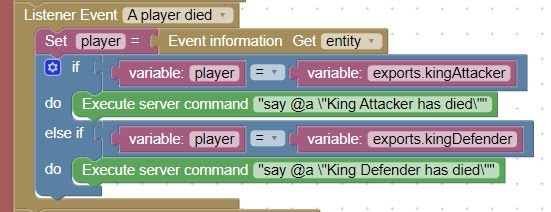 Listener Event A player died
Set player = Event information Get entity
if variable: player = variable: exports.kingAttacker
do Execute server command "say @a \"King Attacker has died\""
else if variable: player = variable: exports.kingDefender
do Execute server command "say @a \"King Defender has died\""